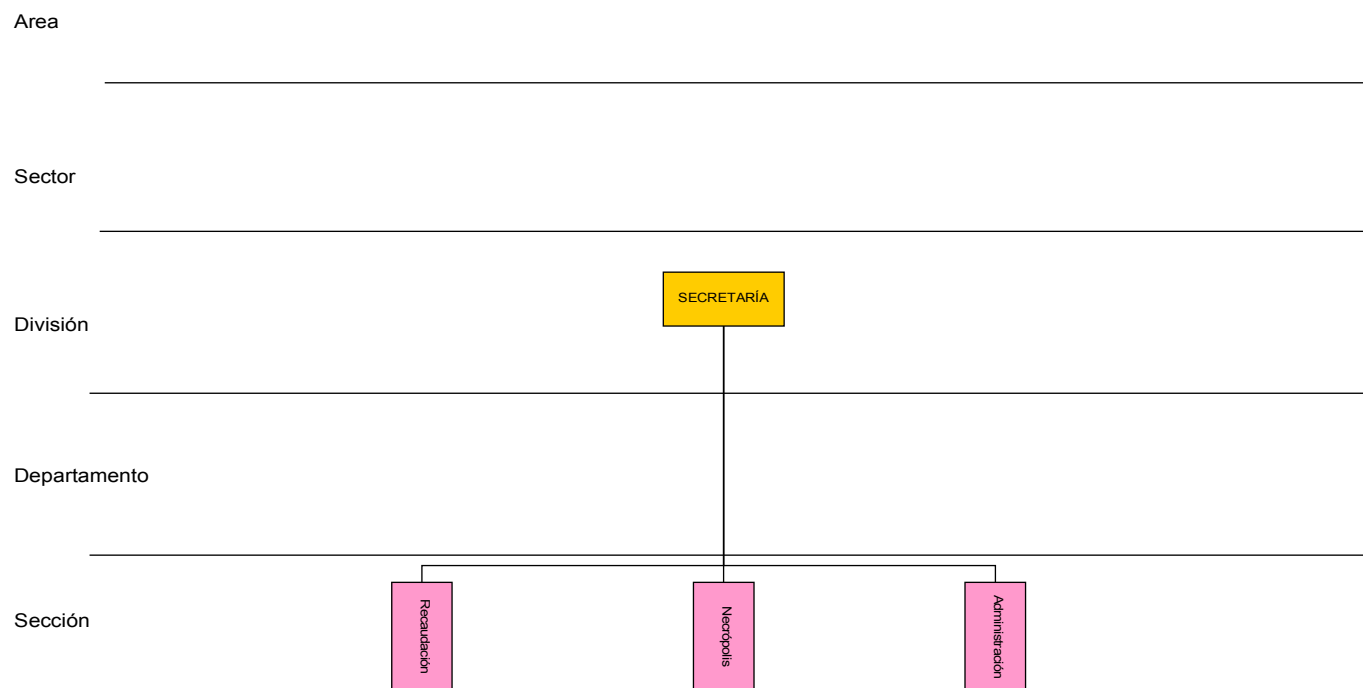 Area
Sector
SECRETARÍA
División
Departamento
Sección
Recaudación
Necrópolis
Administración